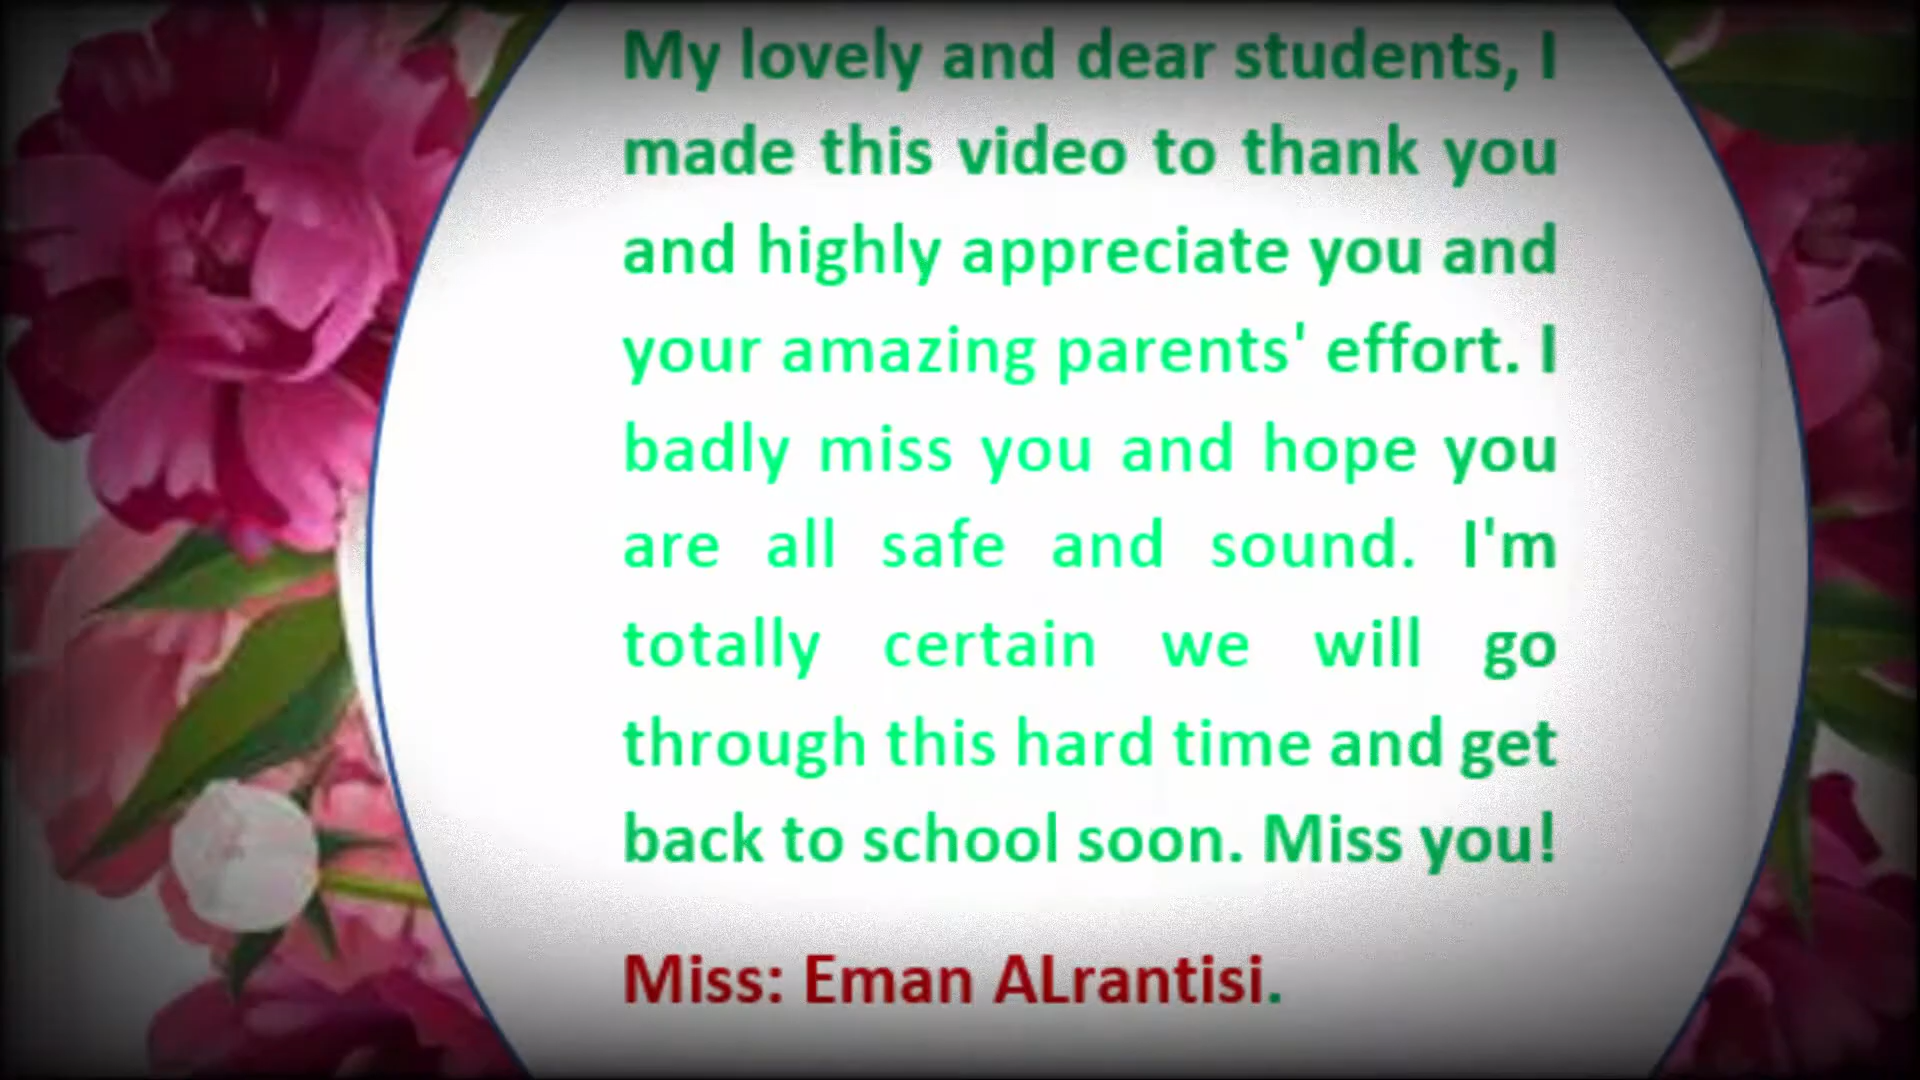 My lovely and dear students, I
made this video to thank you
and highly appreciate you and
your amazing parents' effort. I
badly miss you and hope you
are all safe and sound. I'm
totally certain we will go
through this hard time and get
back to school soon. Miss you!
Miss: Eman ALrantisi.